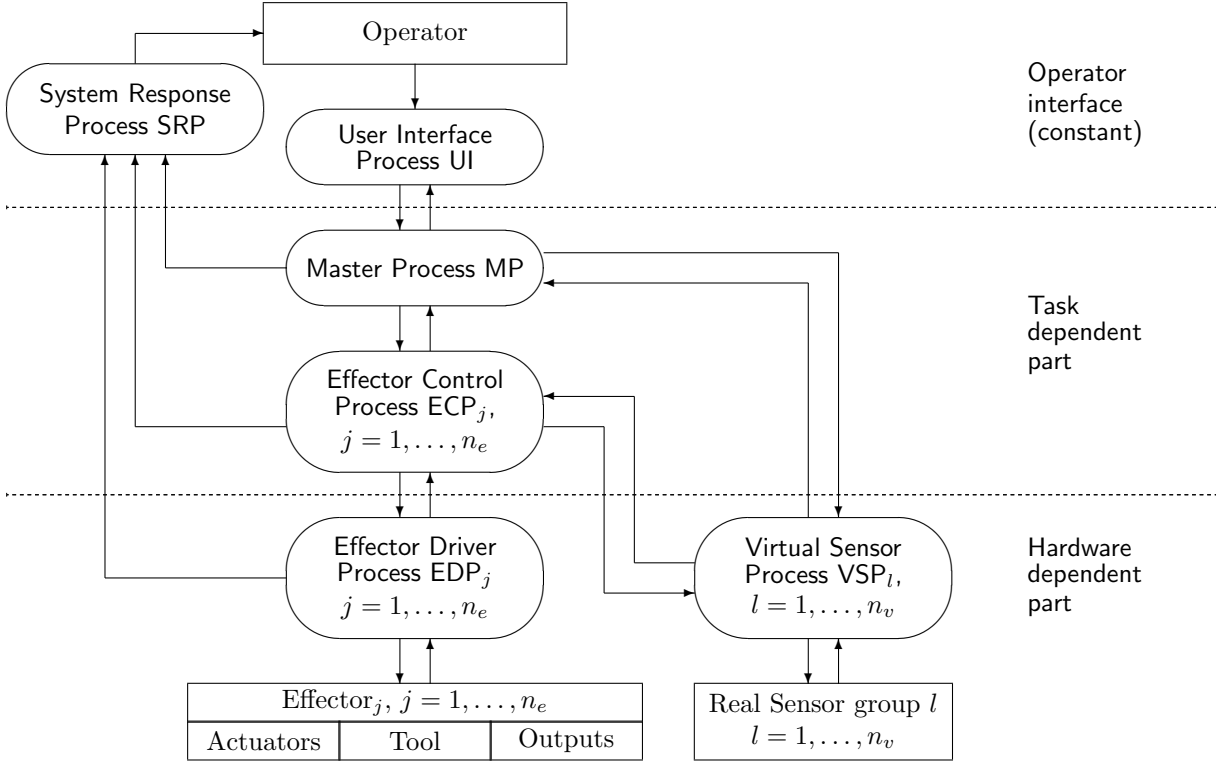 Operator
System Response
Process SRP
User Interface
Process UI
Operator
interface
(constant)
Master Process MP
Task
dependent
part
Effector Control
Process ECP_j,
j = 1, . . . , n_e
Effector Driver
Process EDP_j
j = 1, . . . , n_e
Virtual Sensor
Process VSP_l,
l = 1, . . . , n_v
Hardware
dependent
part
Effector_j, j = 1, . . . , n_e
Actuators
Tool
Outputs
Real Sensor group l
l = 1, . . . , n_v